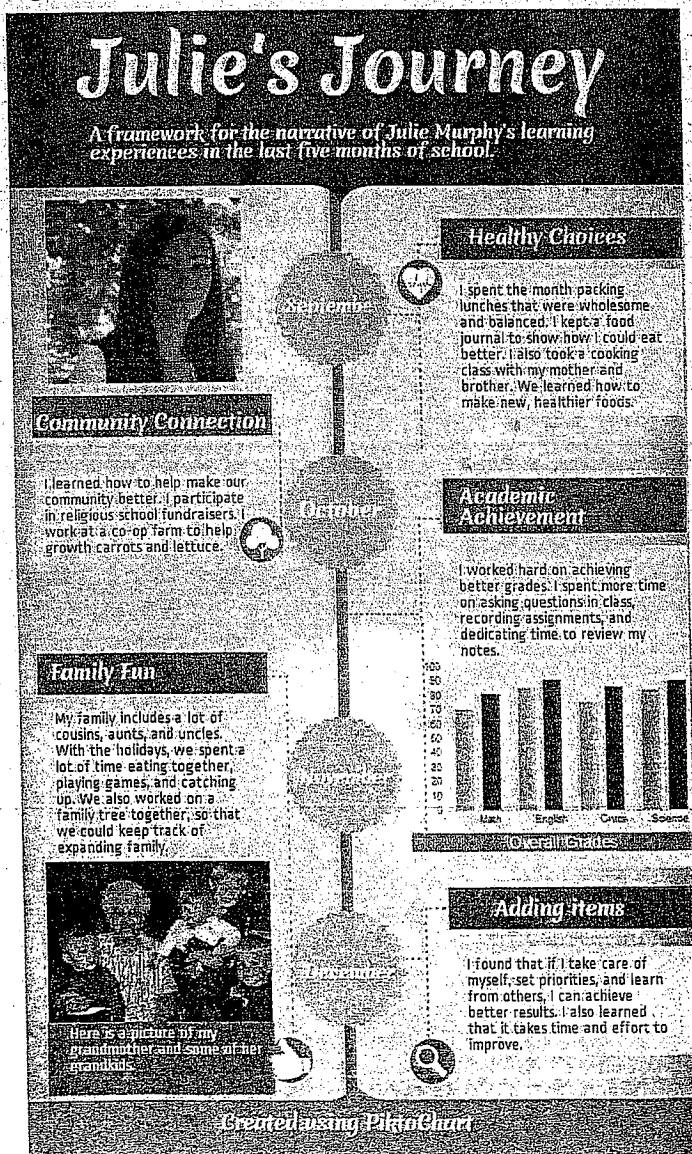 Julie's Journey
A framework for the narrative of Julie Murphy's learning
experiences in the last five months of school.
Healthy Choices
I spent the month packing
lunches that were wholesome
and balanced. I kept a food
journal to show how I could eat
better. I also took a cooking
class with my mother and
brother. We learned how to
make new, healthier foods.
Community Connection
I learned how to help make our
community better. I participate
in religious school fundraisers. I
work at a co-op farm to help
growth carrots and lettuce.
October
Academic
Achievement
I worked hard on achieving
better grades. I spent more time
on asking questions in class,
recording assignments, and
dedicating time to review my
notes.
100
90
80
70
60
50
40
30
20
10
0
Math English Civics Science
Overall Grades
Family Fun
My family includes a lot of
cousins, aunts, and uncles.
With the holidays, we spent a
lot of time eating together,
playing games, and catching
up. We also worked on a
family tree together, so that
we could keep track of
expanding family.
Here is a picture of my
grandmother and some of her
grandkids.
Adding items
I found that if I take care of
myself, set priorities, and learn
from others, I can achieve
better results. I also learned
that it takes time and effort to
improve.
Created using PiktoChart